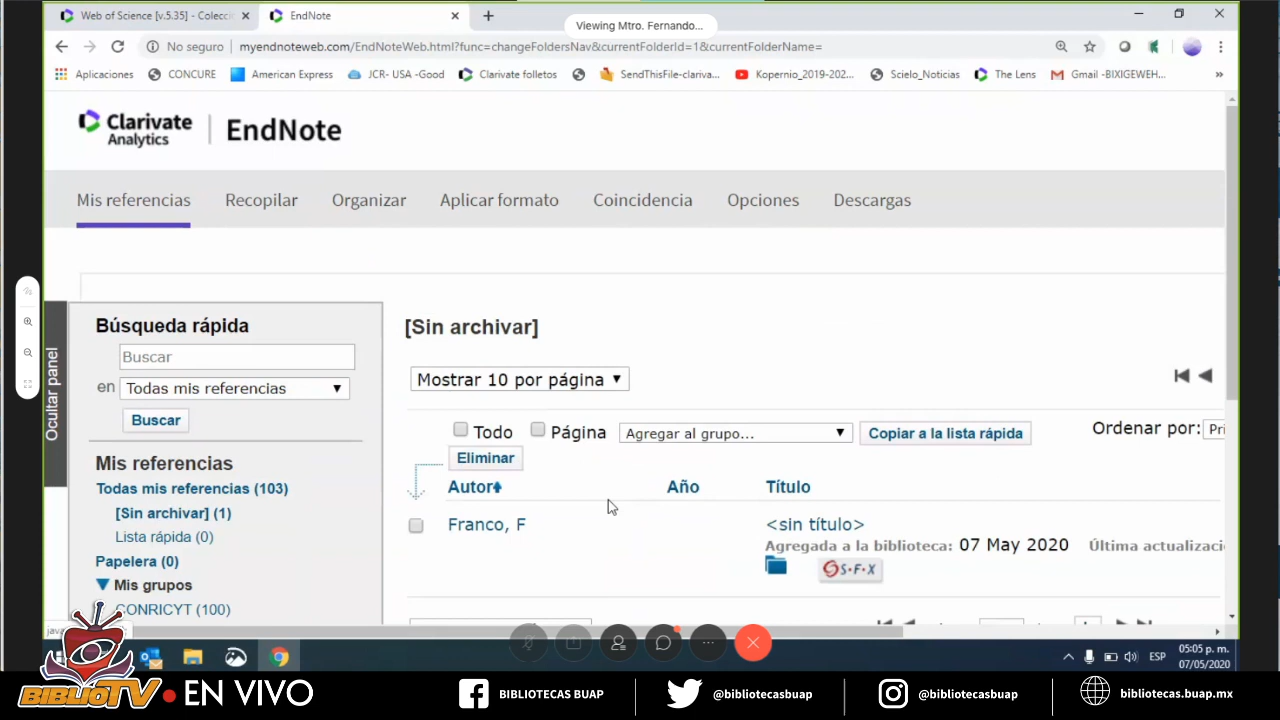 Web of Science [v.5.35] - Colecci
EndNote
Viewing Mtro. Fernando...
No seguro
myendnoteweb.com/EndNoteWeb.html?func=changeFoldersNav&currentFolderId=1&currentFolderName=
Aplicaciones
CONCURE
American Express
JCR- USA -Good
Clarivate folletos
SendThisFile-clariva...
Kopernio_2019-202...
Scielo_Noticias
The Lens
Gmail -BIXIGEWEH...
»
Clarivate Analytics
EndNote
Mis referencias
Recopilar
Organizar
Aplicar formato
Coincidencia
Opciones
Descargas
Ocultar panel
Búsqueda rápida
Buscar
en Todas mis referencias
Buscar
Mis referencias
Todas mis referencias (103)
[Sin archivar] (1)
Lista rápida (0)
Papelera (0)
Mis grupos
CONRICYT (100)
[Sin archivar]
Mostrar 10 por página
Todo
Página
Agregar al grupo...
Copiar a la lista rápida
Ordenar por: Pri
Eliminar
Autor
Año
Título
Franco, F
<sin título>
Agregada a la biblioteca: 07 May 2020
Última actualizaci
S·F·X
java
ESP
05:05 p. m.
07/05/2020
BIBLIOTV
EN VIVO
BIBLIOTECAS BUAP
@bibliotecasbuap
@bibliotecasbuap
bibliotecas.buap.mx